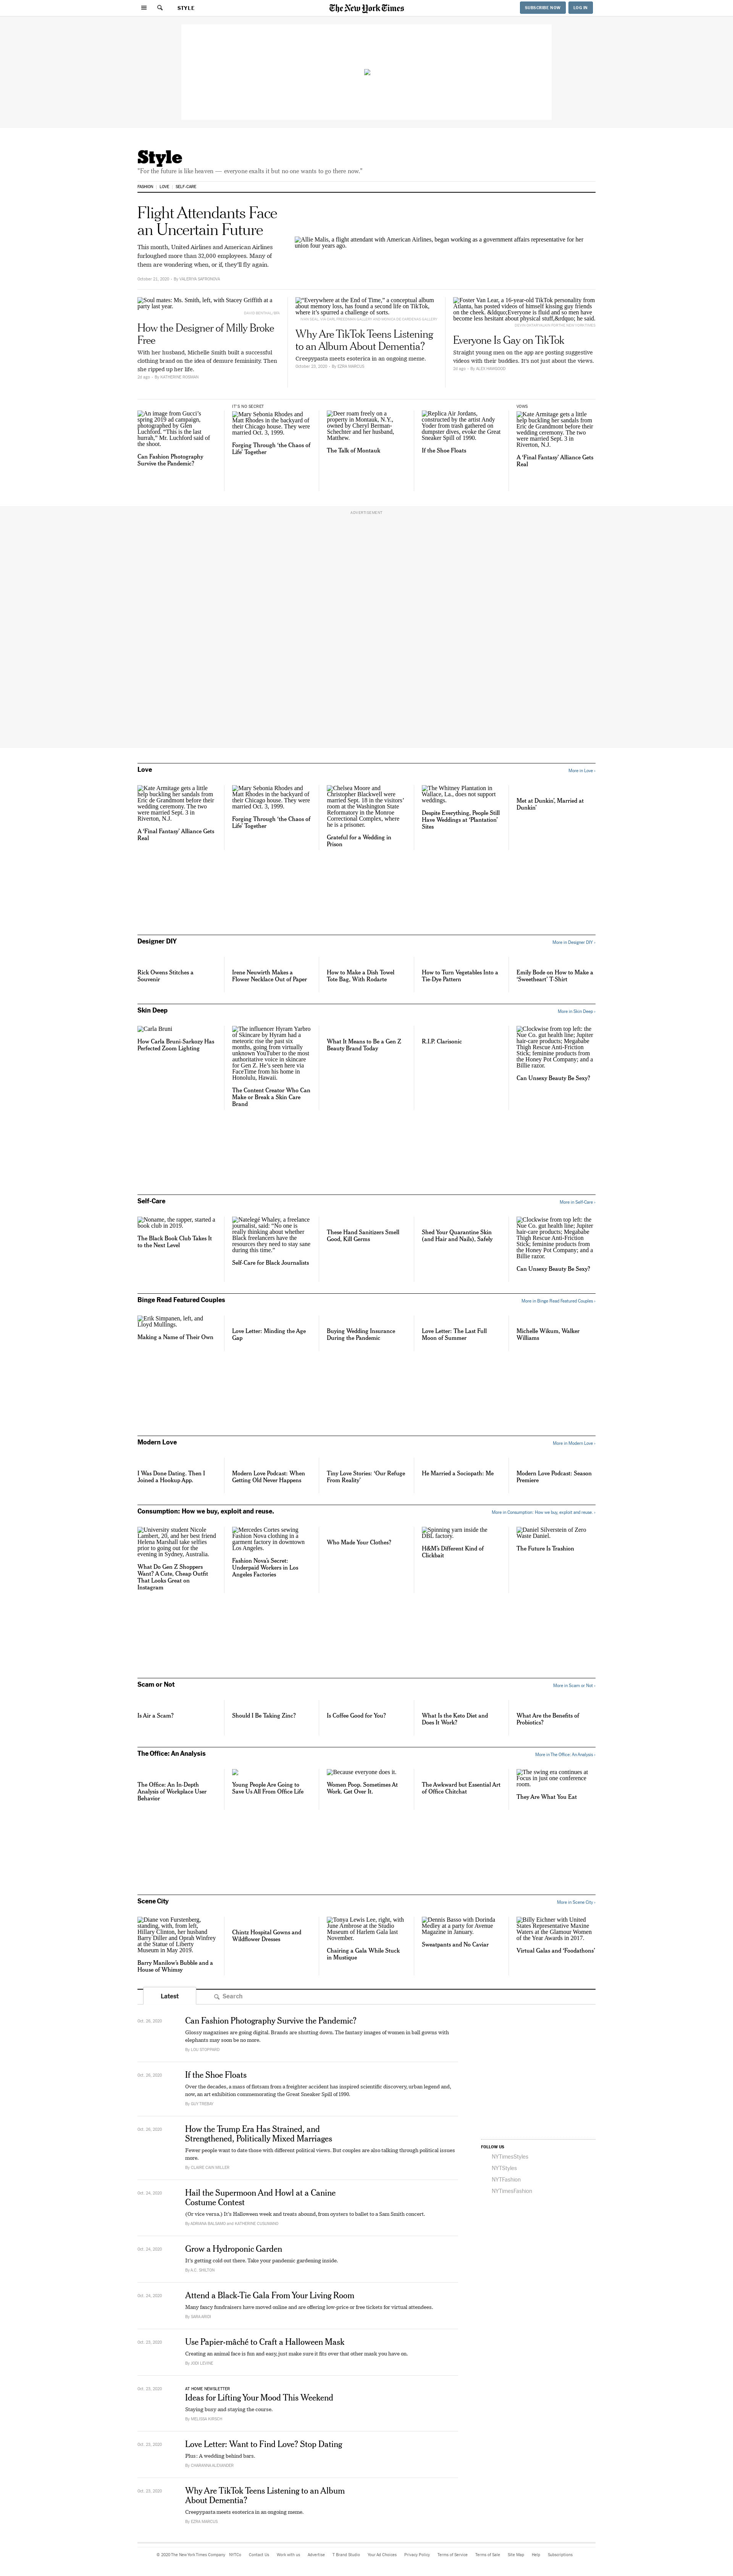 STYLE
The New York Times
SUBSCRIBE NOW
LOG IN
Style
"For the future is like heaven — everyone exalts it but no one wants to go there now."
FASHION
LOVE
SELF-CARE
Flight Attendants Face
an Uncertain Future
This month, United Airlines and American Airlines
furloughed more than 32,000 employees. Many of
them are wondering when, or if, they'll fly again.
October 21, 2020 - By VALERIYA SAFRONOVA
Allie Malis, a flight attendant with American Airlines, began working as a government affairs representative for her
union four years ago.
Soul mates: Ms. Smith, left, with Stacey Griffith at a
party last year.
How the Designer of Milly Broke
Free
With her husband, Michelle Smith built a successful
clothing brand on the idea of demure femininity. Then
she ripped up her life.
2d ago - By KATHERINE ROSMAN
"Everywhere at the End of Time," a conceptual album
about memory loss, found a second life on TikTok,
where it's spurred a challenge of sorts.
Why Are TikTok Teens Listening
to an Album About Dementia?
Creepypasta meets esoterica in an ongoing meme.
October 23, 2020 - By EZRA MARCUS
Foster Van Lear, a 16-year-old TikTok personality from
Atlanta, has posted videos of himself kissing guy friends
on the cheek. &ldquo;Everyone is fluid and so men have
become less hesitant about physical stuff,&rdquo; he said.
Everyone Is Gay on TikTok
Straight young men on the app are posting suggestive
videos with their buddies. It's not just about the views.
2d ago - By ALEX HAWGOOD
An image from Gucci's
spring 2019 ad campaign,
photographed by Glen
Luchford. "This is the last
hurrah," Mr. Luchford said of
the shoot.
Can Fashion Photography
Survive the Pandemic?
IT'S NO SECRET
Mary Sebonia Rhodes and
Matt Rhodes in the backyard of
their Chicago house. They were
married Oct. 3, 1999.
Forging Through 'the Chaos of
Life' Together
Deer roam freely on a
property in Montauk, N.Y.,
owned by Cheryl Berman-
Schechter and her husband,
Matthew.
The Talk of Montauk
Replica Air Jordans,
constructed by the artist Andy
Yoder from trash gathered on
dumpster dives, evoke the Great
Sneaker Spill of 1990.
If the Shoe Floats
VOWS
Kate Armitage gets a little
help buckling her sandals from
Eric de Grandmont before their
wedding ceremony. The two
were married Sept. 3 in
Riverton, N.J.
A 'Final Fantasy' Alliance Gets
Real
ADVERTISEMENT
Love
More in Love ›
Kate Armitage gets a little
help buckling her sandals from
Eric de Grandmont before their
wedding ceremony. The two
were married Sept. 3 in
Riverton, N.J.
A 'Final Fantasy' Alliance Gets
Real
Mary Sebonia Rhodes and
Matt Rhodes in the backyard of
their Chicago house. They were
married Oct. 3, 1999.
Forging Through 'the Chaos of
Life' Together
Chelsea Moore and
Christopher Blackwell were
married Sept. 18 in the visitors'
room at the Washington State
Reformatory in the Monroe
Correctional Complex, where
he is a prisoner.
Grateful for a Wedding in
Prison
The Whitney Plantation in
Wallace, La., does not support
weddings.
Despite Everything, People Still
Have Weddings at 'Plantation'
Sites
Met at Dunkin', Married at
Dunkin'
Designer DIY
More in Designer DIY ›
Rick Owens Stitches a
Souvenir
Irene Neuwirth Makes a
Flower Necklace Out of Paper
How to Make a Dish Towel
Tote Bag, With Rodarte
How to Turn Vegetables Into a
Tie-Dye Pattern
Emily Bode on How to Make a
'Sweetheart' T-Shirt
Skin Deep
More in Skin Deep ›
Carla Bruni
How Carla Bruni-Sarkozy Has
Perfected Zoom Lighting
The influencer Hyram Yarbro
of Skincare by Hyram had a
meteoric rise the past six
months, going from virtually
unknown YouTuber to the most
authoritative voice in skincare
for Gen Z. He's seen here via
FaceTime from his home in
Honolulu, Hawaii.
The Content Creator Who Can
Make or Break a Skin Care
Brand
What It Means to Be a Gen Z
Beauty Brand Today
R.I.P. Clarisonic
Clockwise from top left: the
Nue Co. gut health line; Jupiter
hair-care products; Megababe
Thigh Rescue Anti-Friction
Stick; feminine products from
the Honey Pot Company; and a
Billie razor.
Can Unsexy Beauty Be Sexy?
Self-Care
More in Self-Care ›
Noname, the rapper, started a
book club in 2019.
The Black Book Club Takes It
to the Next Level
Natelegé Whaley, a freelance
journalist, said: "No one is
really thinking about whether
Black freelancers have the
resources they need to stay sane
during this time."
Self-Care for Black Journalists
These Hand Sanitizers Smell
Good, Kill Germs
Shed Your Quarantine Skin
(and Hair and Nails), Safely
Clockwise from top left: the
Nue Co. gut health line; Jupiter
hair-care products; Megababe
Thigh Rescue Anti-Friction
Stick; feminine products from
the Honey Pot Company; and a
Billie razor.
Can Unsexy Beauty Be Sexy?
Binge Read Featured Couples
More in Binge Read Featured Couples ›
Erik Simpanen, left, and
Lloyd Mullings.
Making a Name of Their Own
Love Letter: Minding the Age
Gap
Buying Wedding Insurance
During the Pandemic
Love Letter: The Last Full
Moon of Summer
Michelle Wikum, Walker
Williams
Modern Love
More in Modern Love ›
I Was Done Dating. Then I
Joined a Hookup App.
Modern Love Podcast: When
Getting Old Never Happens
Tiny Love Stories: 'Our Refuge
From Reality'
He Married a Sociopath: Me
Modern Love Podcast: Season
Premiere
Consumption: How we buy, exploit and reuse.
More in Consumption: How we buy, exploit and reuse. ›
University student Nicole
Lambert, 20, and her best friend
Helena Marshall take selfies
prior to going out for the
evening in Sydney, Australia.
What Do Gen Z Shoppers
Want? A Cute, Cheap Outfit
That Looks Great on
Instagram
Mercedes Cortes sewing
Fashion Nova clothing in a
garment factory in downtown
Los Angeles.
Fashion Nova's Secret:
Underpaid Workers in Los
Angeles Factories
Who Made Your Clothes?
Spinning yarn inside the
DBL factory.
H&M's Different Kind of
Clickbait
Daniel Silverstein of Zero
Waste Daniel.
The Future Is Trashion
Scam or Not
More in Scam or Not ›
Is Air a Scam?
Should I Be Taking Zinc?
Is Coffee Good for You?
What Is the Keto Diet and
Does It Work?
What Are the Benefits of
Probiotics?
The Office: An Analysis
More in The Office: An Analysis ›
The Office: An In-Depth
Analysis of Workplace User
Behavior
Young People Are Going to
Save Us All From Office Life
Because everyone does it.
Women Poop. Sometimes At
Work. Get Over It.
The Awkward but Essential Art
of Office Chitchat
The swing era continues at
Focus in just one conference
room.
They Are What You Eat
Scene City
More in Scene City ›
Diane von Furstenberg,
standing, with, from left,
Hillary Clinton, her husband
Barry Diller and Oprah Winfrey
at the Statue of Liberty
Museum in May 2019.
Barry Manilow's Bubble and a
House of Whimsy
Chintz Hospital Gowns and
Wildflower Dresses
Tonya Lewis Lee, right, with
June Ambrose at the Studio
Museum of Harlem Gala last
November.
Chairing a Gala While Stuck
in Mustique
Dennis Basso with Dorinda
Medley at a party for Avenue
Magazine in January.
Sweatpants and No Caviar
Billy Eichner with United
States Representative Maxine
Waters at the Glamour Women
of the Year Awards in 2017.
Virtual Galas and 'Foodathons'
Latest
Search
Oct. 26, 2020
Can Fashion Photography Survive the Pandemic?
Glossy magazines are going digital. Brands are shutting down. The fantasy images of women in ball gowns with
elephants may soon be no more.
By LOU STOPPARD
Oct. 26, 2020
If the Shoe Floats
Over the decades, a mass of flotsam from a freighter accident has inspired scientific discovery, urban legend and,
now, an art exhibition commemorating the Great Sneaker Spill of 1990.
By GUY TREBAY
Oct. 26, 2020
How the Trump Era Has Strained, and
Strengthened, Politically Mixed Marriages
Fewer people want to date those with different political views. But couples are also talking through political issues
more.
By CLAIRE CAIN MILLER
Oct. 24, 2020
Hail the Supermoon And Howl at a Canine
Costume Contest
(Or vice versa.) It's Halloween week and treats abound, from oysters to ballet to a Sam Smith concert.
By ADRIANA BALSAMO and KATHERINE CUSUMANO
Oct. 24, 2020
Grow a Hydroponic Garden
It's getting cold out there. Take your pandemic gardening inside.
By A.C. SHILTON
Oct. 24, 2020
Attend a Black-Tie Gala From Your Living Room
Many fancy fundraisers have moved online and are offering low-price or free tickets for virtual attendees.
By SARA ARIDI
Oct. 23, 2020
Use Papier-mâché to Craft a Halloween Mask
Creating an animal face is fun and easy, just make sure it fits over that other mask you have on.
By JODI LEVINE
Oct. 23, 2020
AT HOME NEWSLETTER
Ideas for Lifting Your Mood This Weekend
Staying busy and staying the course.
By MELISSA KIRSCH
Oct. 23, 2020
Love Letter: Want to Find Love? Stop Dating
Plus: A wedding behind bars.
By CHARANNA ALEXANDER
Oct. 23, 2020
Why Are TikTok Teens Listening to an Album
About Dementia?
Creepypasta meets esoterica in an ongoing meme.
By EZRA MARCUS
FOLLOW US
NYTimesStyles
NYTStyles
NYTFashion
NYTimesFashion
© 2020 The New York Times Company
NYTCo
Contact Us
Work with us
Advertise
T Brand Studio
Your Ad Choices
Privacy Policy
Terms of Service
Terms of Sale
Site Map
Help
Subscriptions